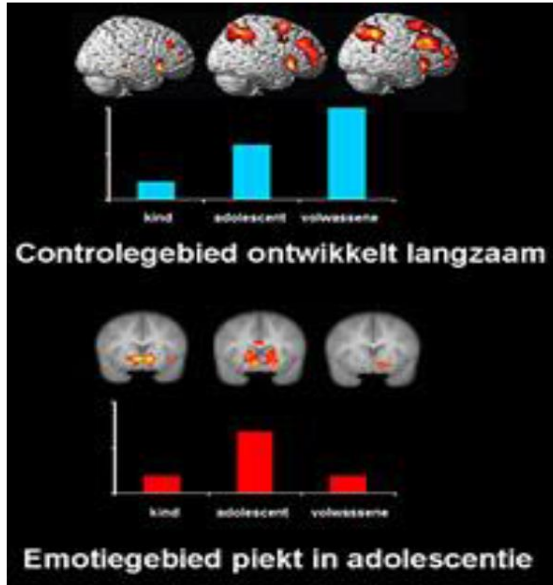 kind adolescent volwassene
Controlegebied ontwikkelt langzaam
kind adolescent volwassene
Emotiegebied piekt in adolescentie